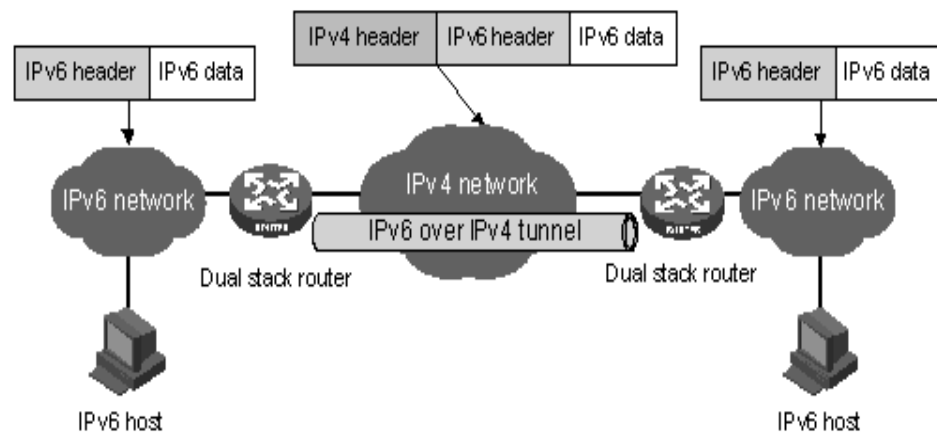 IPv4 header IPv6 header IPv6 data
IPv6 header IPv6 data
IPv6 header IPv6 data
IPv6 network
IPv4 network
IPv6 network
IPv6 over IPv4 tunnel
Dual stack router
Dual stack router
IPv6 host
IPv6 host